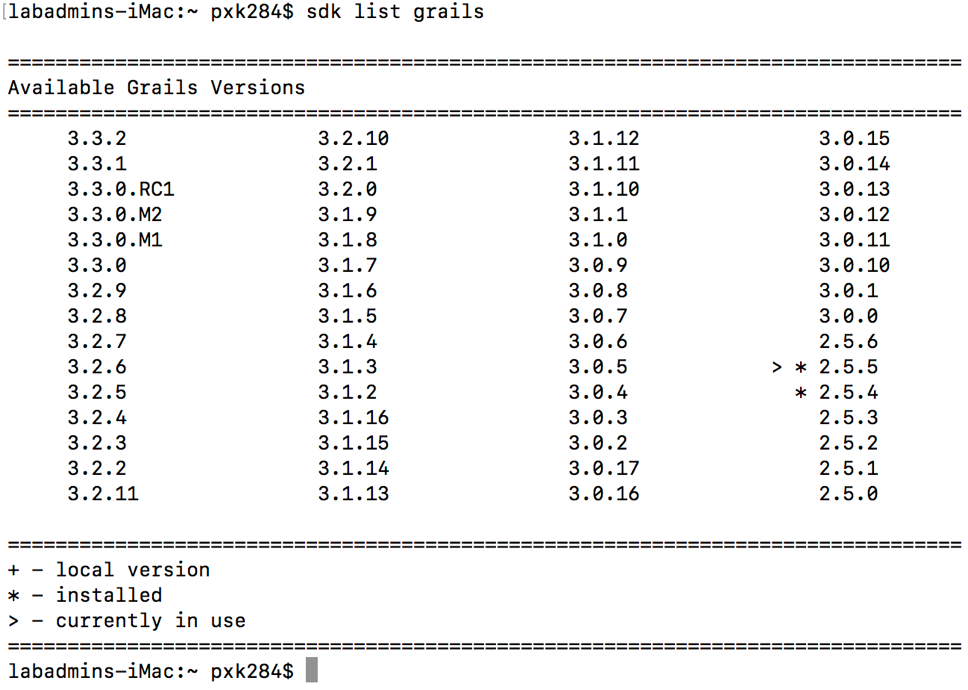 [labadmins-iMac:~ pxk284$ sdk list grails
================================================================================
Available Grails Versions
================================================================================
     3.3.2                3.2.10               3.1.12               3.0.15
     3.3.1                3.2.1                3.1.11               3.0.14
     3.3.0.RC1            3.2.0                3.1.10               3.0.13
     3.3.0.M2             3.1.9                3.1.1                3.0.12
     3.3.0.M1             3.1.8                3.1.0                3.0.11
     3.3.0                3.1.7                3.0.9                3.0.10
     3.2.9                3.1.6                3.0.8                3.0.1
     3.2.8                3.1.5                3.0.7                3.0.0
     3.2.7                3.1.4                3.0.6                2.5.6
     3.2.6                3.1.3                3.0.5            > * 2.5.5
     3.2.5                3.1.2                3.0.4              * 2.5.4
     3.2.4                3.1.16               3.0.3                2.5.3
     3.2.3                3.1.15               3.0.2                2.5.2
     3.2.2                3.1.14               3.0.17               2.5.1
     3.2.11               3.1.13               3.0.16               2.5.0
================================================================================
+ - local version
* - installed
> - currently in use
================================================================================
labadmins-iMac:~ pxk284$